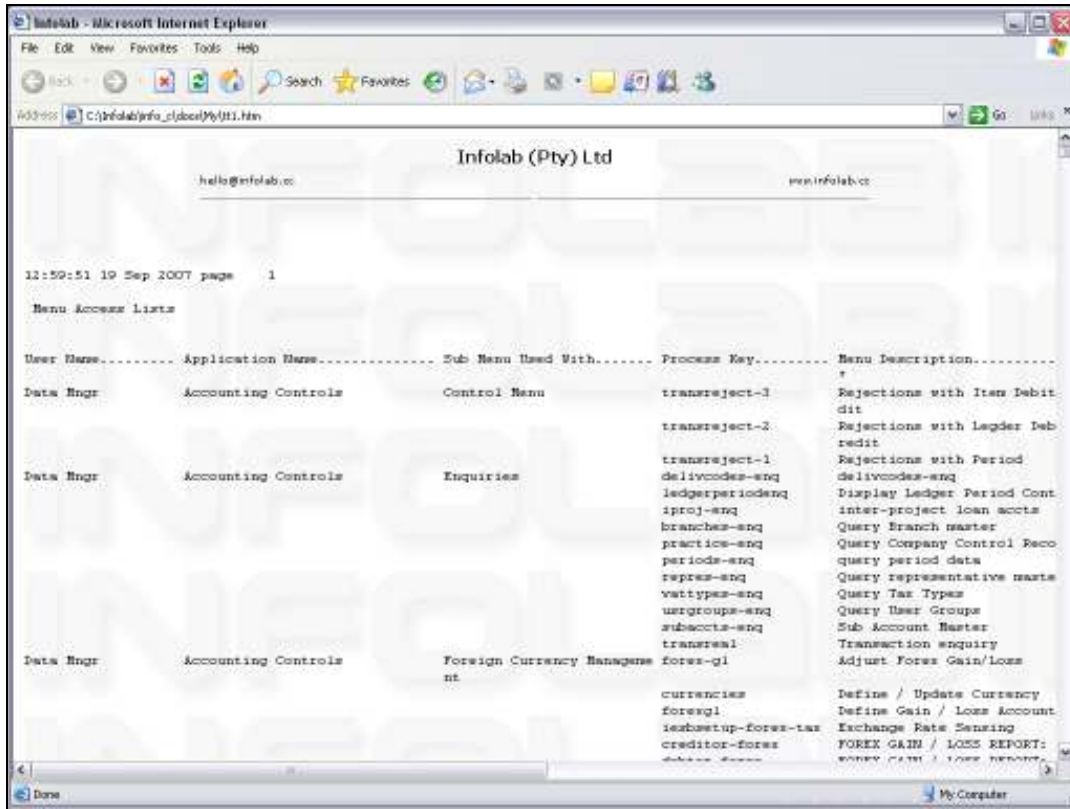 Infolab - Microsoft Internet Explorer
File Edit View Favorites Tools Help
Back Search Favorites
Address C:\Infolab\info_cl\docs\My\tt1.htm Go Links
Infolab (Pty) Ltd
hello@infolab.cc www.infolab.cc
12:59:51 19 Sep 2007 page 1
Menu Access Lists
User Name......... Application Name.............. Sub Menu Used With....... Process Key......... Menu Description..........
Data Mngr Accounting Controls Control Menu transreject-3 Rejections with Item Debit
dit
transreject-2 Rejections with Legder Deb
redit
transreject-1 Rejections with Period
Data Mngr Accounting Controls Enquiries delivcodes-enq delivcodes-enq
ledgerperiodenq Display Ledger Period Cont
iproj-enq inter-project loan accts
branches-enq Query Branch master
practice-enq Query Company Control Reco
periods-enq query period data
repres-enq Query representative maste
vattypes-enq Query Tax Types
usrgroups-enq Query User Groups
subaccts-enq Sub Account Master
transreal Transaction enquiry
Data Mngr Accounting Controls Foreign Currency Manageme forex-gl Adjust Forex Gain/Loss
nt
currencies Define / Update Currency
forexgl Define Gain / Loss Account
Exchange Rate Sensing
creditor-forex FOREX GAIN / LOSS REPORT:
debtor-forex FOREX GAIN / LOSS REPORT:
Done My Computer